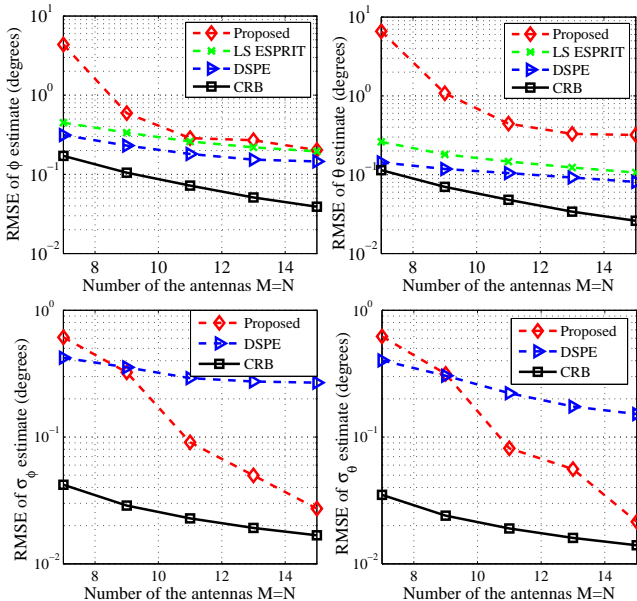 10^2
10^1
10^0
10^-1
10^-2
8
10
12
14
Number of the antennas M=N
RMSE of ϕ estimate (degrees)
Proposed
LS ESPRIT
DSPE
CRB
10^1
10^0
10^-1
10^-2
8
10
12
14
Number of the antennas M=N
RMSE of θ estimate (degrees)
Proposed
LS ESPRIT
DSPE
CRB
10^0
10^-1
10^-2
8
10
12
14
Number of the antennas M=N
RMSE of σ_ϕ estimate (degrees)
Proposed
DSPE
CRB
10^0
10^-1
10^-2
8
10
12
14
Number of the antennas M=N
RMSE of σ_θ estimate (degrees)
Proposed
DSPE
CRB